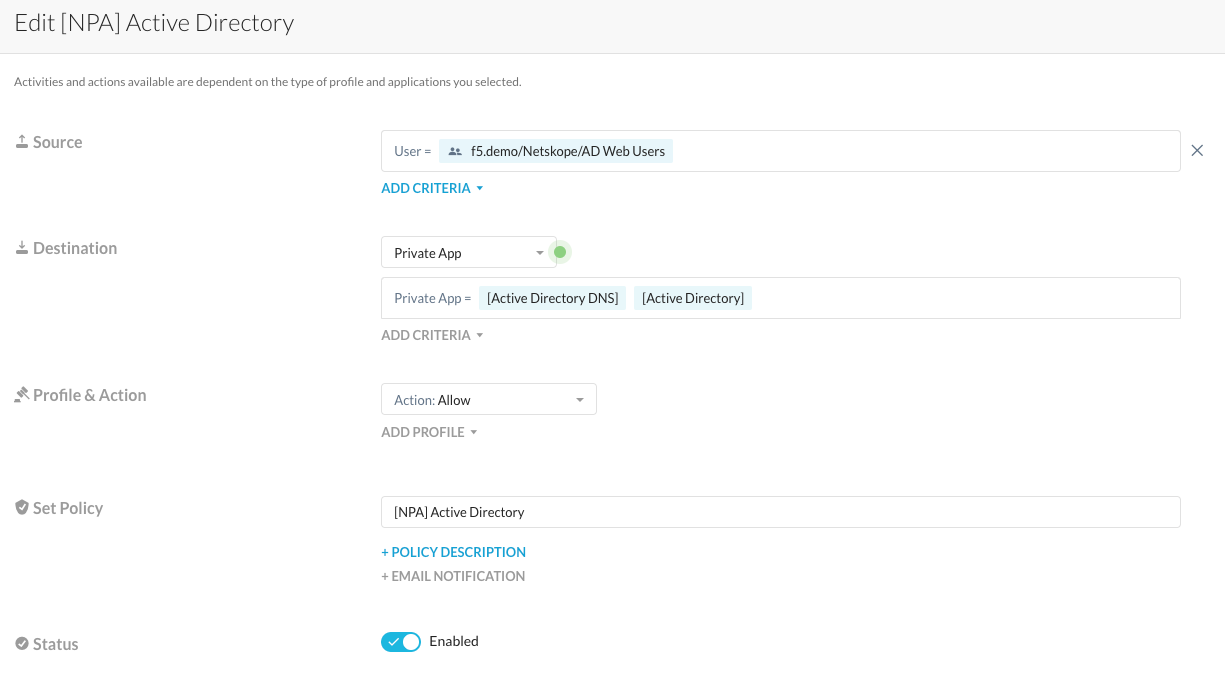 Edit [NPA] Active Directory
Activities and actions available are dependent on the type of profile and applications you selected.
Source
User = f5.demo/Netskope/AD Web Users
ADD CRITERIA
Destination
Private App
Private App = [Active Directory DNS] [Active Directory]
ADD CRITERIA
Profile & Action
Action: Allow
ADD PROFILE
Set Policy
[NPA] Active Directory
+ POLICY DESCRIPTION
+ EMAIL NOTIFICATION
Status
Enabled